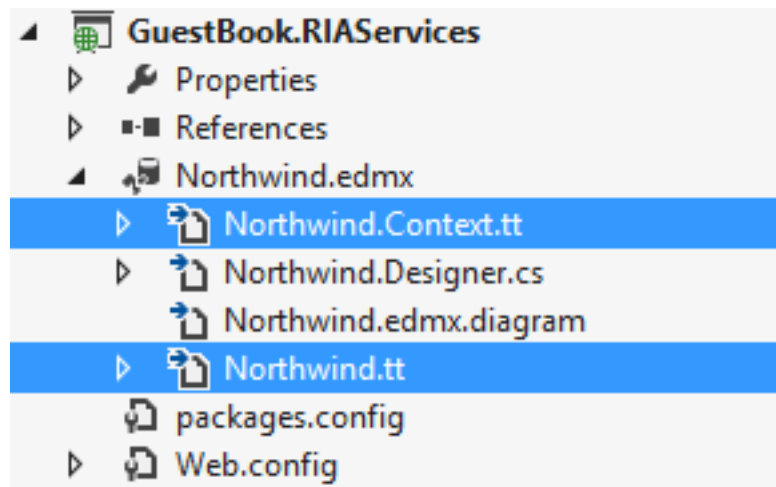 GuestBook.RIAServices
Properties
References
Northwind.edmx
Northwind.Context.tt
Northwind.Designer.cs
Northwind.edmx.diagram
Northwind.tt
packages.config
Web.config